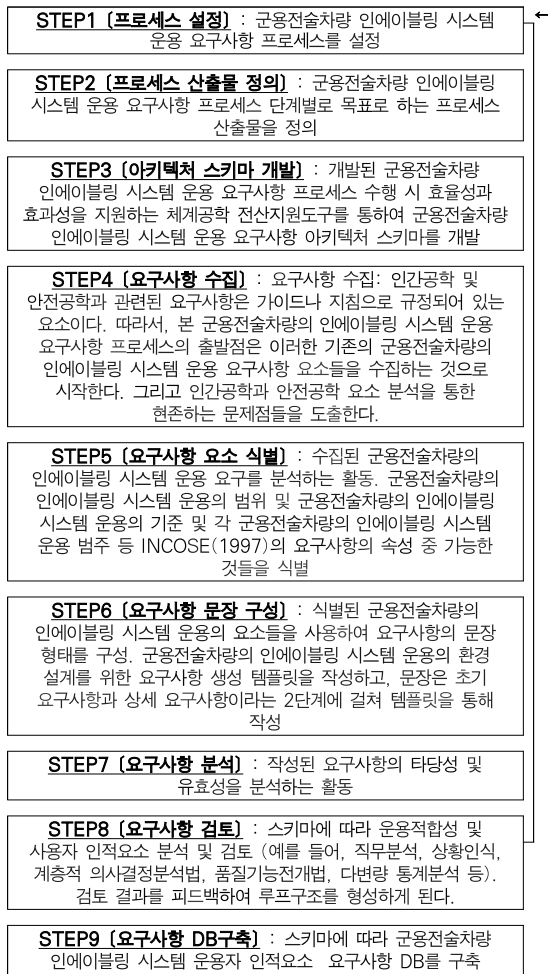 STEP1 (프로세스 설정) : 군용전술차량 인에이블링 시스템
운용 요구사항 프로세스를 설정
STEP2 (프로세스 산출물 정의) : 군용전술차량 인에이블링
시스템 운용 요구사항 프로세스 단계별로 목표로 하는 프로세스
산출물을 정의
STEP3 (아키텍처 스키마 개발) : 개발된 군용전술차량
인에이블링 시스템 운용 요구사항 프로세스 수행 시 효율성과
효과성을 지원하는 체계공학 전산지원도구를 통하여 군용전술차량
인에이블링 시스템 운용 요구사항 아키텍처 스키마를 개발
STEP4 (요구사항 수집) : 요구사항 수집: 인간공학 및
안전공학과 관련된 요구사항은 가이드나 지침으로 규정되어 있는
요소이다. 따라서, 본 군용전술차량의 인에이블링 시스템 운용
요구사항 프로세스의 출발점은 이러한 기존의 군용전술차량의
인에이블링 시스템 운용 요구사항 요소들을 수집하는 것으로
시작한다. 그리고 인간공학과 안전공학 요소 분석을 통한
현존하는 문제점들을 도출한다.
STEP5 (요구사항 요소 식별) : 수집된 군용전술차량의
인에이블링 시스템 운용 요구를 분석하는 활동. 군용전술차량의
인에이블링 시스템 운용의 범위 및 군용전술차량의 인에이블링
시스템 운용의 기준 및 각 군용전술차량의 인에이블링 시스템
운용 범주 등 INCOSE(1997)의 요구사항의 속성 중 가능한
것들을 식별
STEP6 (요구사항 문장 구성) : 식별된 군용전술차량의
인에이블링 시스템 운용의 요소들을 사용하여 요구사항의 문장
형태를 구성. 군용전술차량의 인에이블링 시스템 운용의 환경
설계를 위한 요구사항 생성 템플릿을 작성하고, 문장은 초기
요구사항과 상세 요구사항이라는 2단계에 걸쳐 템플릿을 통해
작성
STEP7 (요구사항 분석) : 작성된 요구사항의 타당성 및
유효성을 분석하는 활동
STEP8 (요구사항 검토) : 스키마에 따라 운용적합성 및
사용자 인적요소 분석 및 검토 (예를 들어, 직무분석, 상황인식,
계층적 의사결정분석법, 품질기능전개법, 다변량 통계분석 등).
검토 결과를 피드백하여 루프구조를 형성하게 된다.
STEP9 (요구사항 DB구축) : 스키마에 따라 군용전술차량
인에이블링 시스템 운용자 인적요소 요구사항 DB를 구축